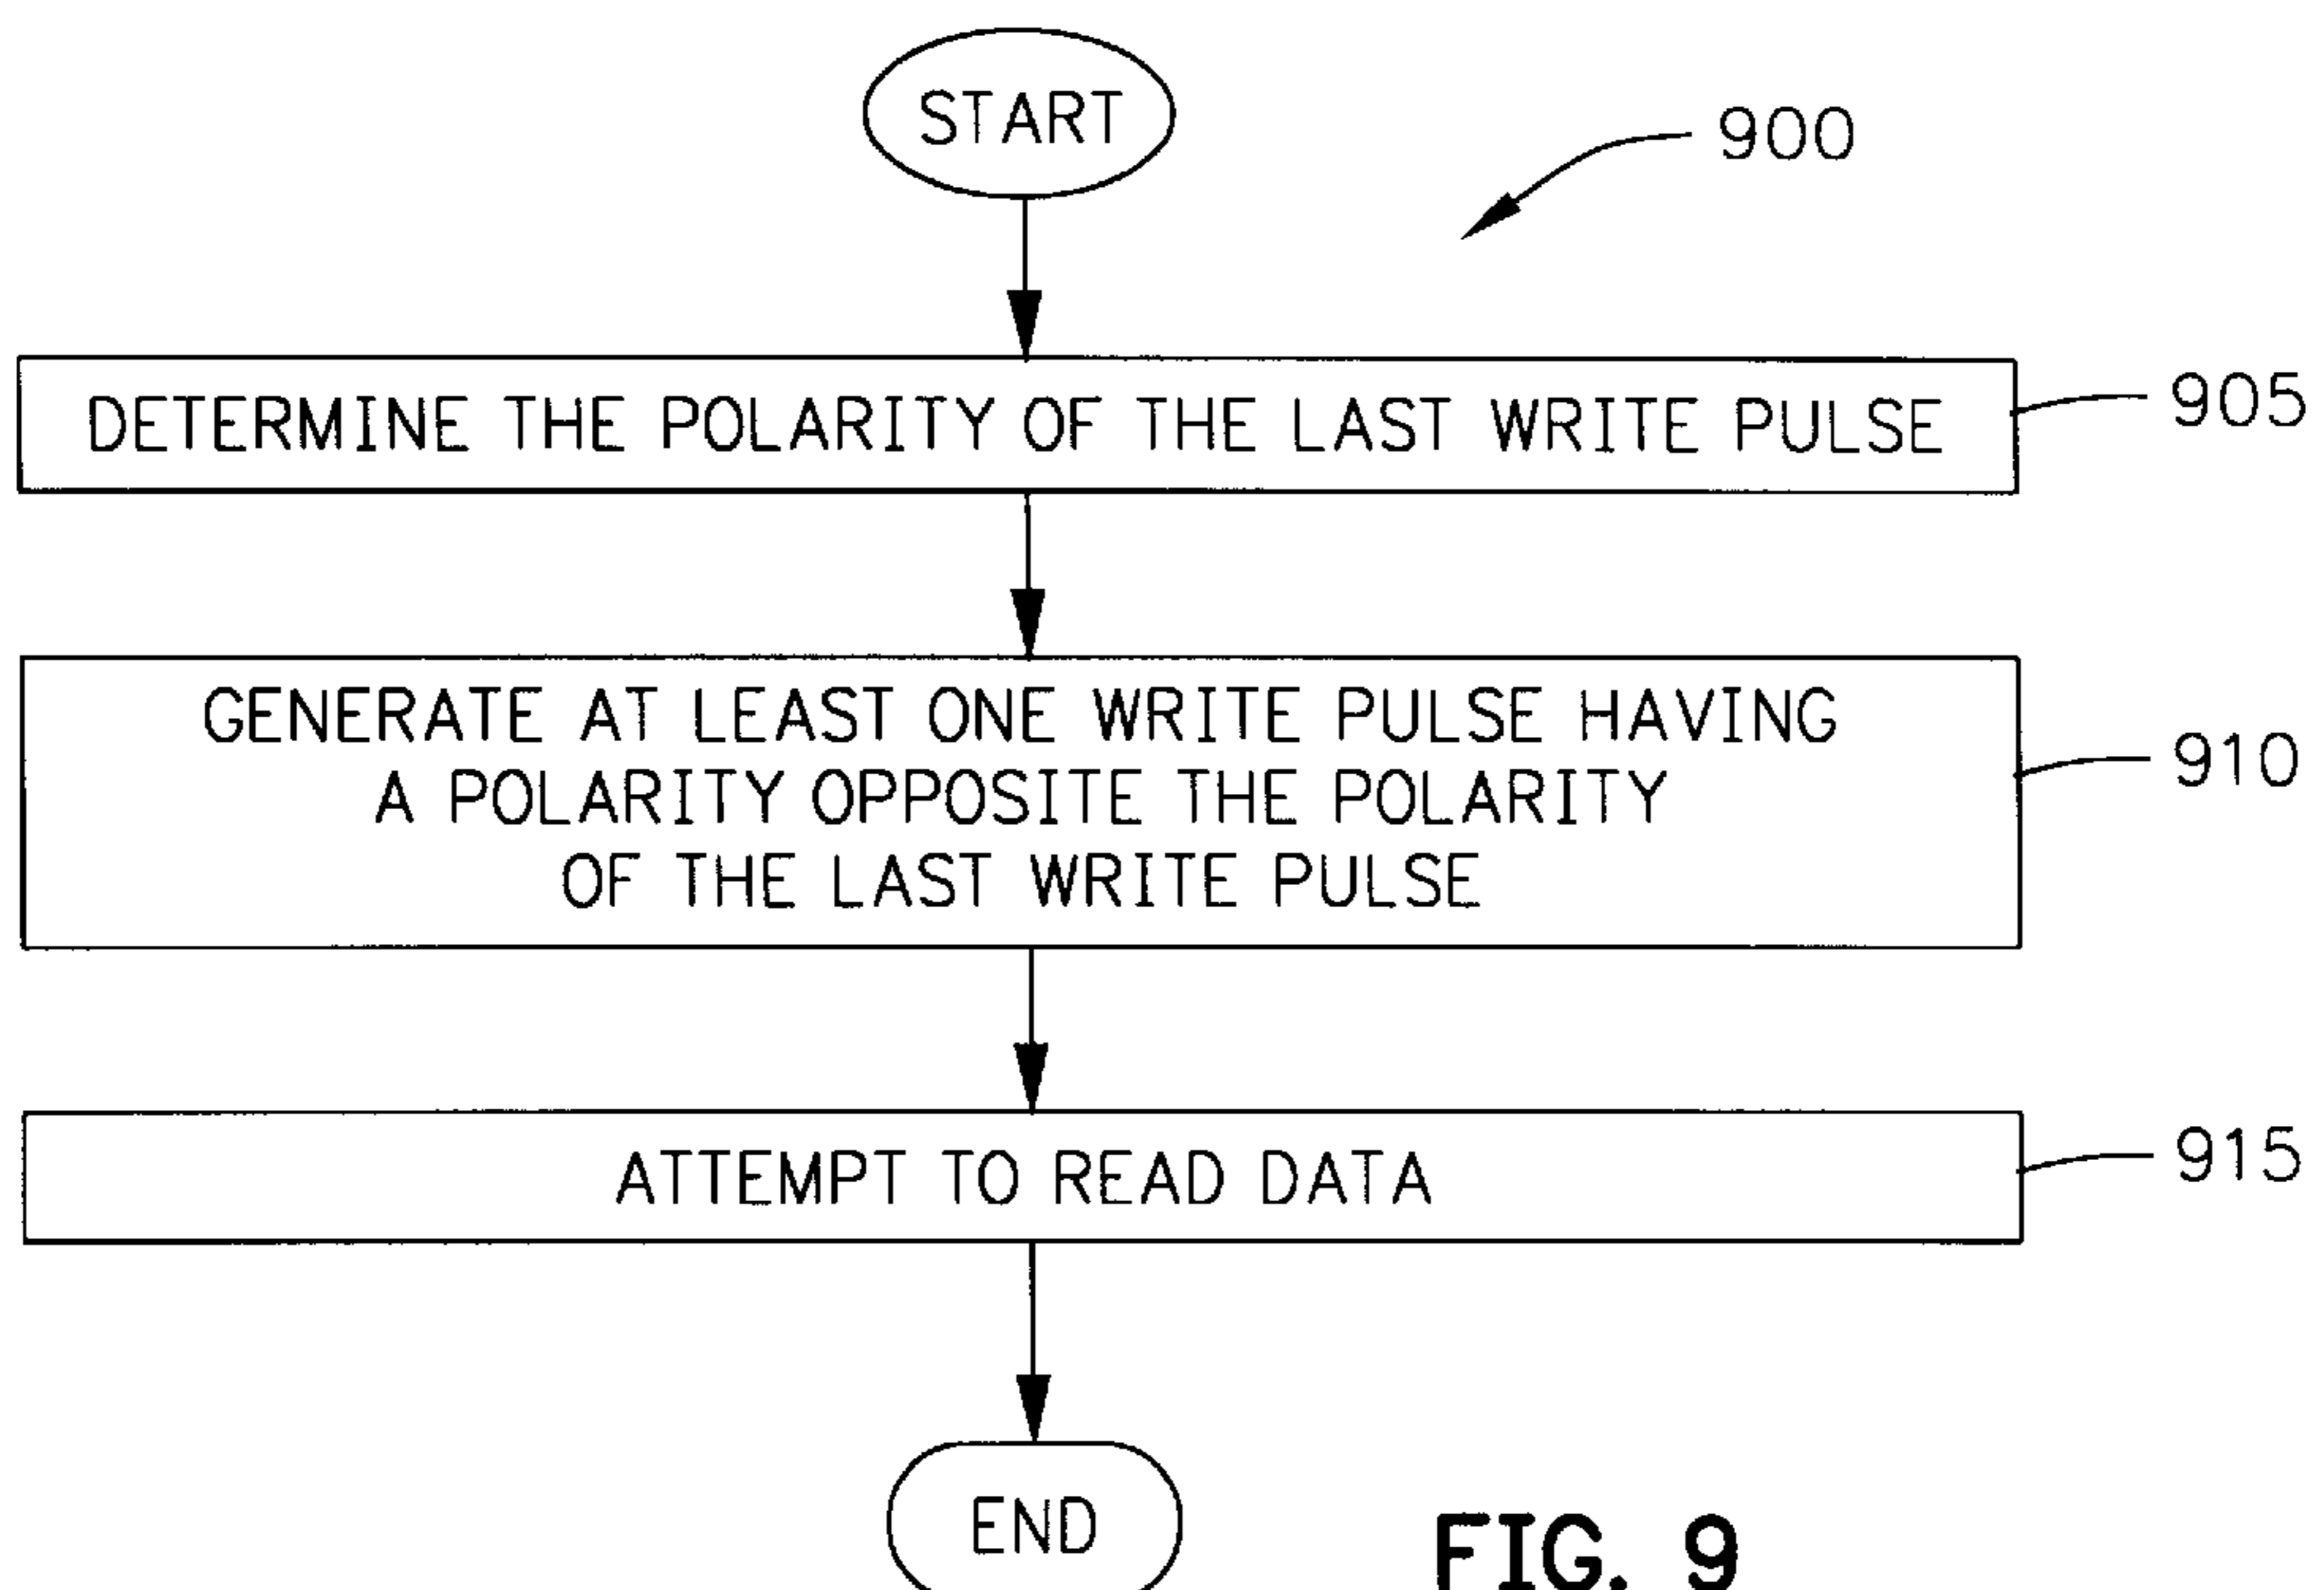 START
900
DETERMINE THE POLARITY OF THE LAST WRITE PULSE
905
GENERATE AT LEAST ONE WRITE PULSE HAVING
A POLARITY OPPOSITE THE POLARITY
OF THE LAST WRITE PULSE
910
ATTEMPT TO READ DATA
915
END
FIG. 9